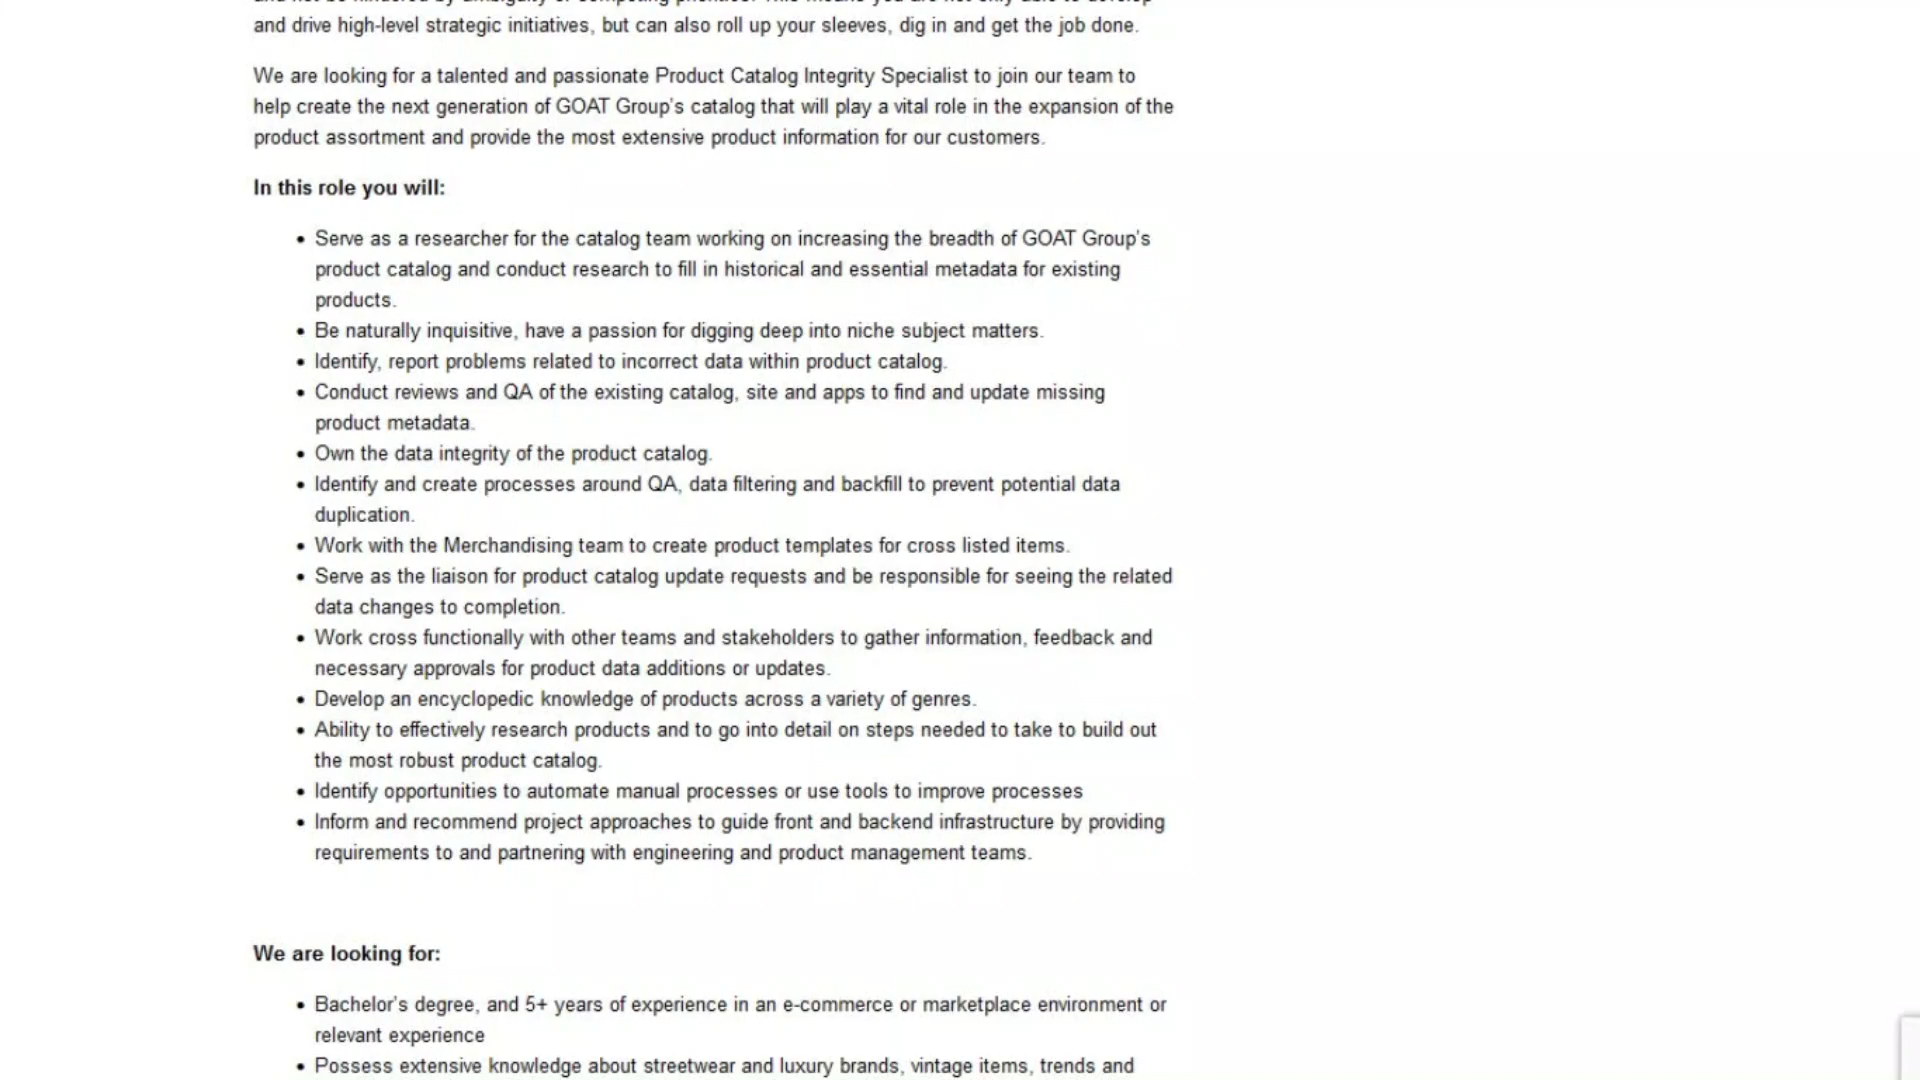 and drive high-level strategic initiatives, but can also roll up your sleeves, dig in and get the job done.
We are looking for a talented and passionate Product Catalog Integrity Specialist to join our team to
help create the next generation of GOAT Group's catalog that will play a vital role in the expansion of the
product assortment and provide the most extensive product information for our customers.
In this role you will:
• Serve as a researcher for the catalog team working on increasing the breadth of GOAT Group's
product catalog and conduct research to fill in historical and essential metadata for existing
products.
• Be naturally inquisitive, have a passion for digging deep into niche subject matters.
• Identify, report problems related to incorrect data within product catalog.
• Conduct reviews and QA of the existing catalog, site and apps to find and update missing
product metadata.
• Own the data integrity of the product catalog.
• Identify and create processes around QA, data filtering and backfill to prevent potential data
duplication.
• Work with the Merchandising team to create product templates for cross listed items.
• Serve as the liaison for product catalog update requests and be responsible for seeing the related
data changes to completion.
• Work cross functionally with other teams and stakeholders to gather information, feedback and
necessary approvals for product data additions or updates.
• Develop an encyclopedic knowledge of products across a variety of genres.
• Ability to effectively research products and to go into detail on steps needed to take to build out
the most robust product catalog.
• Identify opportunities to automate manual processes or use tools to improve processes
• Inform and recommend project approaches to guide front and backend infrastructure by providing
requirements to and partnering with engineering and product management teams.
We are looking for:
• Bachelor's degree, and 5+ years of experience in an e-commerce or marketplace environment or
relevant experience
• Possess extensive knowledge about streetwear and luxury brands, vintage items, trends and